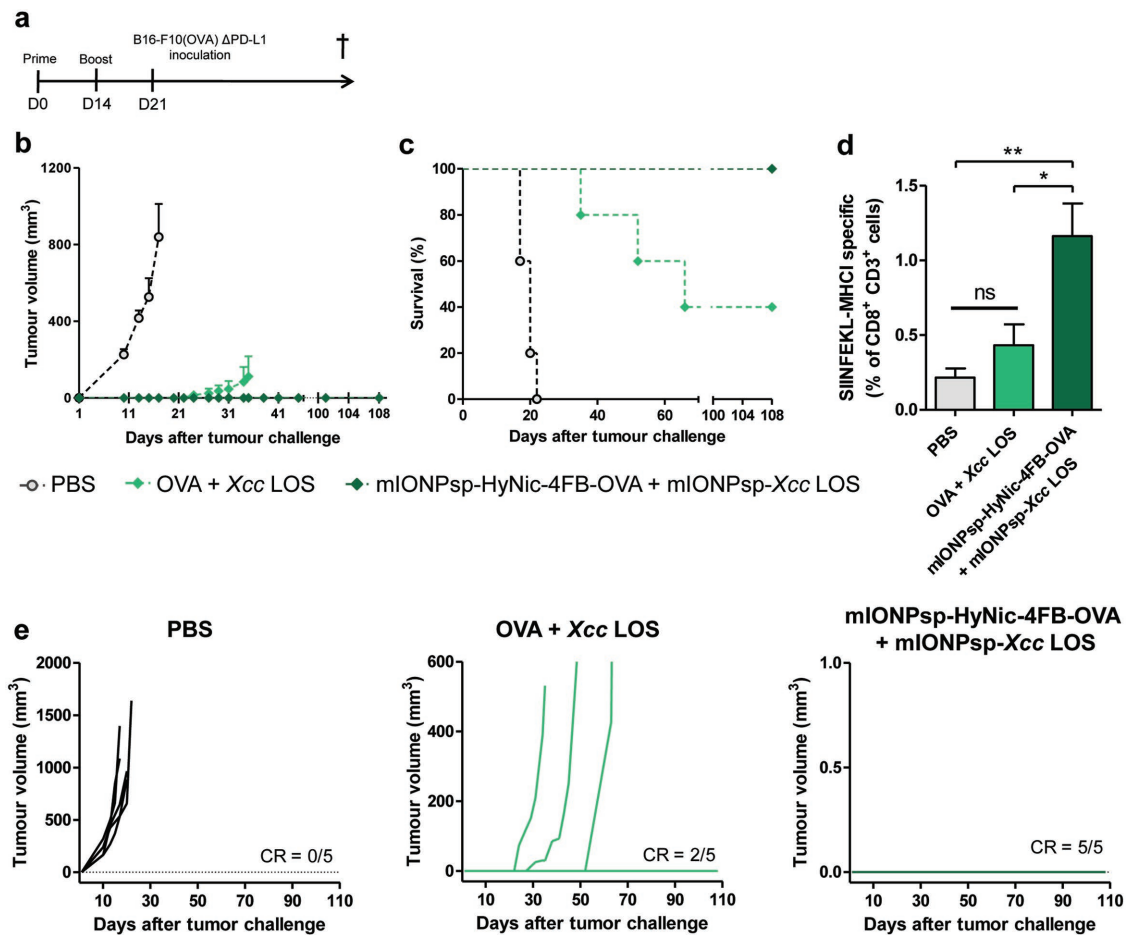 a
B16-F10(OVA) ΔPD-L1
inoculation
†
Prime
Boost
D0
D14
D21
b
Tumour volume (mm³)
1200
800
400
0
1
11
21
31
41
100
104
108
Days after tumour challenge
c
Survival (%)
100
80
60
40
20
0
0
20
40
60
100
104
108
Days after tumour challenge
d
**
*
ns
SIINFEKL-MHCI specific
(% of CD8⁺ CD3⁺ cells)
1.5
1.0
0.5
0.0
PBS
OVA + Xcc LOS
mIONPsp-HyNic-4FB-OVA
+ mIONPsp-Xcc LOS
PBS
OVA + Xcc LOS
mIONPsp-HyNic-4FB-OVA + mIONPsp-Xcc LOS
e
PBS
Tumour volume (mm³)
2000
1500
1000
500
0
CR = 0/5
10
30
50
70
90
110
Days after tumor challenge
OVA + Xcc LOS
Tumour volume (mm³)
600
400
200
0
CR = 2/5
10
30
50
70
90
110
Days after tumor challenge
mIONPsp-HyNic-4FB-OVA
+ mIONPsp-Xcc LOS
Tumour volume (mm³)
1.0
0.5
0.0
CR = 5/5
10
30
50
70
90
110
Days after tumor challenge